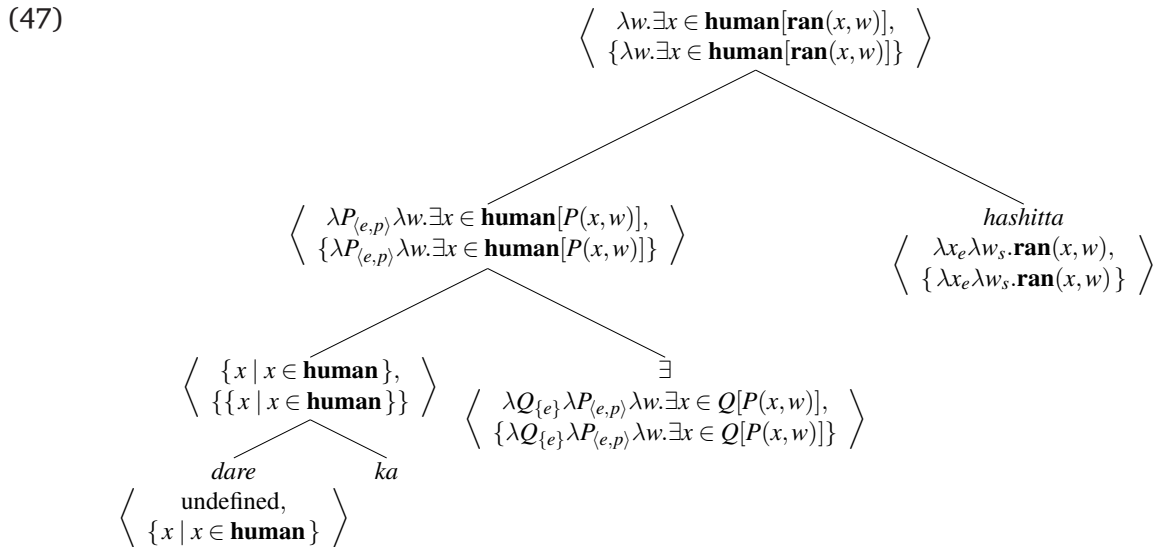 (47)
⟨ λw.∃x ∈ human[ran(x,w)],
{λw.∃x ∈ human[ran(x,w)]} ⟩
⟨ λP⟨e,p⟩λw.∃x ∈ human[P(x,w)],
{λP⟨e,p⟩λw.∃x ∈ human[P(x,w)]} ⟩
hashitta
⟨ λxₑλwₛ.ran(x,w),
{λxₑλwₛ.ran(x,w)} ⟩
⟨ {x | x ∈ human},
{{x | x ∈ human}} ⟩
∃
⟨ λQ{e}λP⟨e,p⟩λw.∃x ∈ Q[P(x,w)],
{λQ{e}λP⟨e,p⟩λw.∃x ∈ Q[P(x,w)]} ⟩
dare
⟨ undefined,
{x | x ∈ human} ⟩
ka